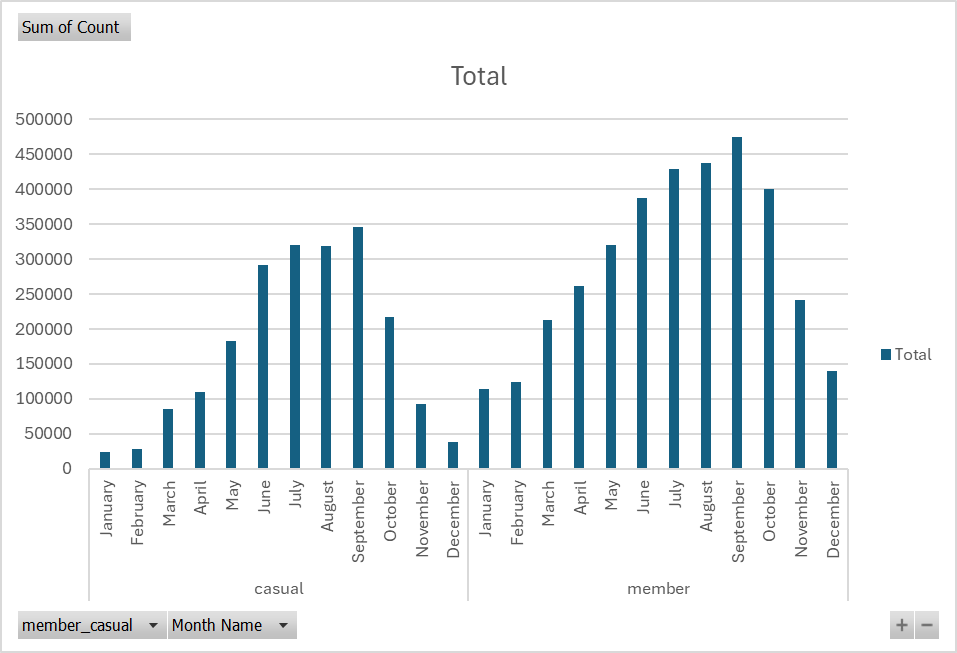 Sum of Count
Total
500000
450000
400000
350000
300000
250000
200000
150000
100000
50000
0
Total
January
February
March
April
May
June
July
August
September
October
November
December
January
February
March
April
May
June
July
August
September
October
November
December
casual
member
member_casual
Month Name
+
−